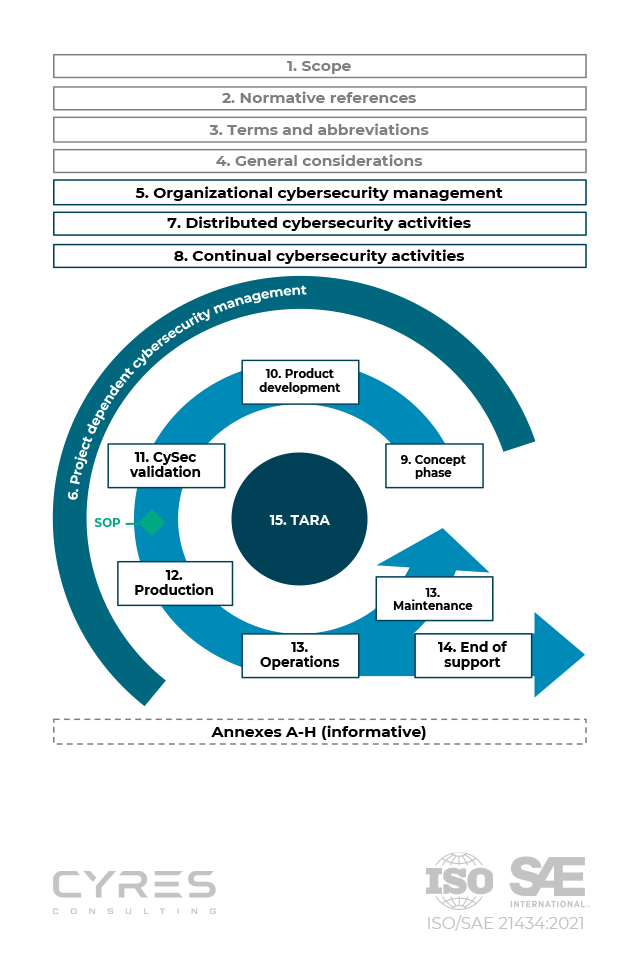 1. Scope
2. Normative references
3. Terms and abbreviations
4. General considerations
5. Organizational cybersecurity management
7. Distributed cybersecurity activities
8. Continual cybersecurity activities
6. Project dependent cybersecurity management
10. Product
development
11. CySec
validation
9. Concept
phase
SOP
15. TARA
12.
Production
13.
Maintenance
13.
Operations
14. End of
support
Annexes A-H (informative)
CYRES
CONSULTING
ISO
SAE
INTERNATIONAL
ISO/SAE 21434:2021